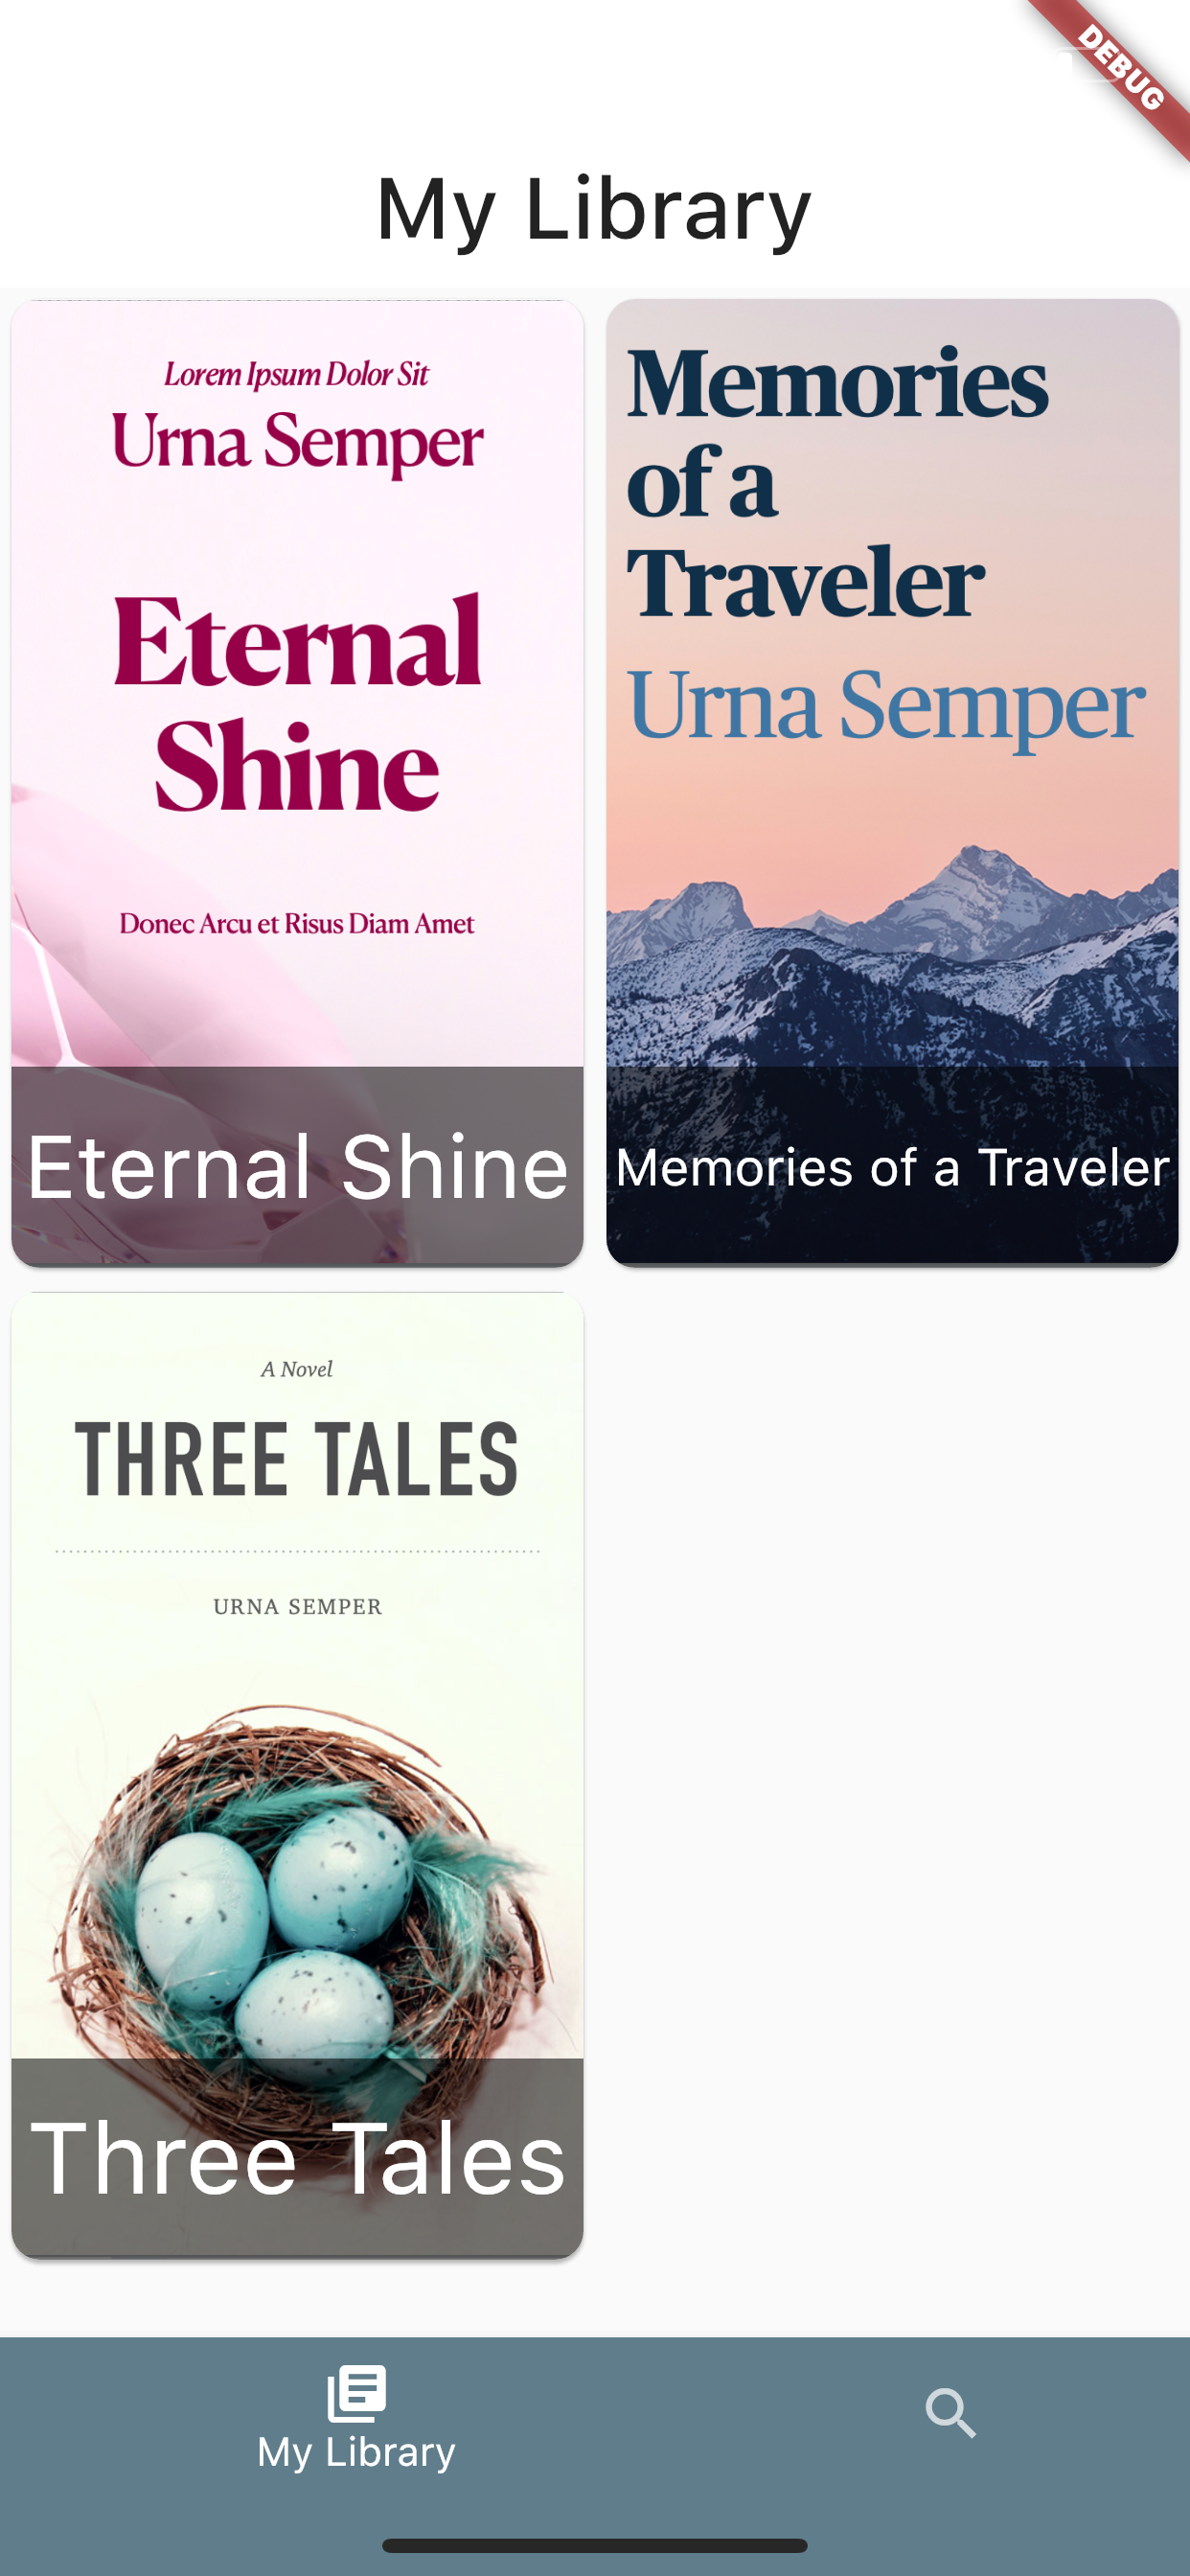 DEBUG
My Library
Lorem Ipsum Dolor Sit
Urna Semper
Eternal
Shine
Donec Arcu et Risus Diam Amet
Eternal Shine
Memories
of a
Traveler
Urna Semper
Memories of a Traveler
A Novel
THREE TALES
URNA SEMPER
Three Tales
My Library